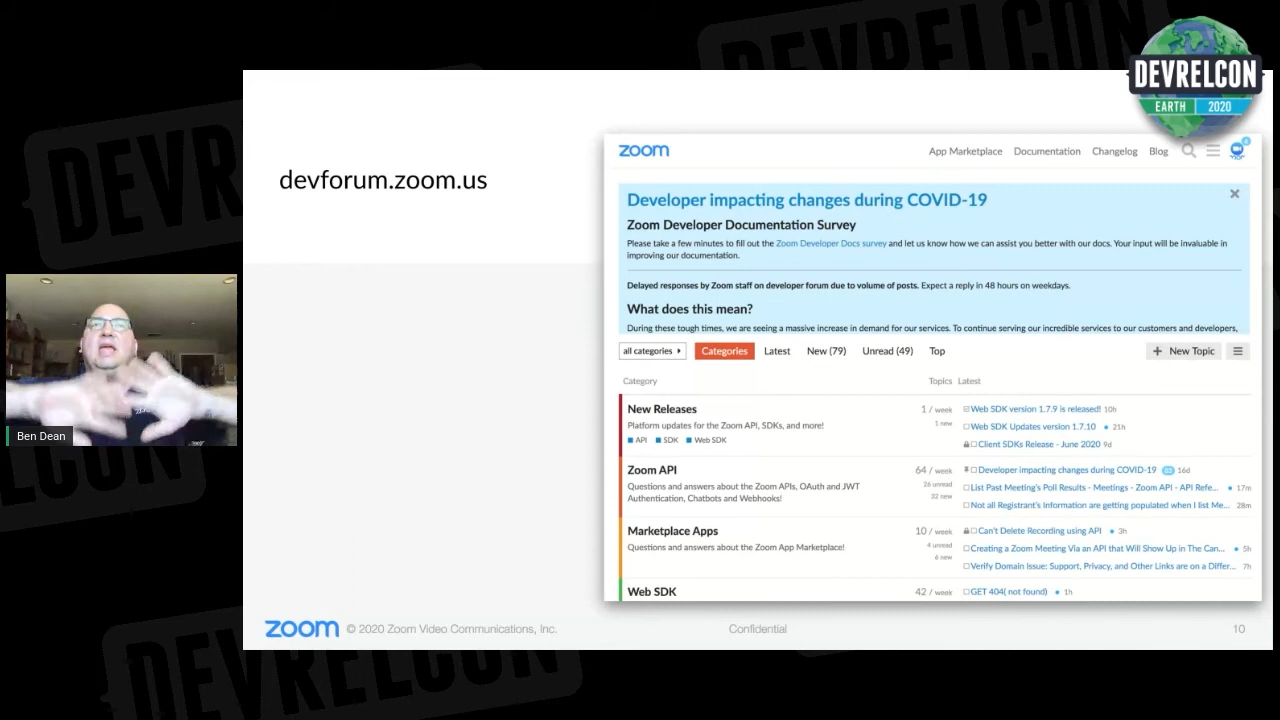 DEVRELCON
EARTH 2020
devforum.zoom.us
zoom
App Marketplace Documentation Changelog Blog
Developer impacting changes during COVID-19
Zoom Developer Documentation Survey
Please take a few minutes to fill out the Zoom Developer Docs survey and let us know how we can assist you better with our docs. Your input will be invaluable in
improving our documentation.
Delayed responses by Zoom staff on developer forum due to volume of posts. Expect a reply in 48 hours on weekdays.
What does this mean?
During these tough times, we are seeing a massive increase in demand for our services. To continue serving our incredible services to our customers and developers,
all categories Categories Latest New (79) Unread (49) Top + New Topic
Category Topics Latest
New Releases 1 / week Web SDK version 1.7.9 is released! 10h
Platform updates for the Zoom API, SDKs, and more! 1 new Web SDK Updates version 1.7.10 21h
API SDK Web SDK Client SDKs Release - June 2020 9d
Zoom API 64 / week Developer impacting changes during COVID-19 16d
Questions and answers about the Zoom APIs, OAuth and JWT 26 unread List Past Meeting's Poll Results - Meetings - Zoom API - API Refe... 17m
Authentication, Chatbots and Webhooks! 32 new Not all Registrant's Information are getting populated when I list Me... 28m
Marketplace Apps 10 / week Can't Delete Recording using API 3h
Questions and answers about the Zoom App Marketplace! 4 unread Creating a Zoom Meeting Via an API that Will Show Up in The Can... 5h
6 new Verify Domain Issue: Support, Privacy, and Other Links are on a Differ... 7h
Web SDK 42 / week GET 404( not found) 1h
Ben Dean
zoom © 2020 Zoom Video Communications, Inc. Confidential 10